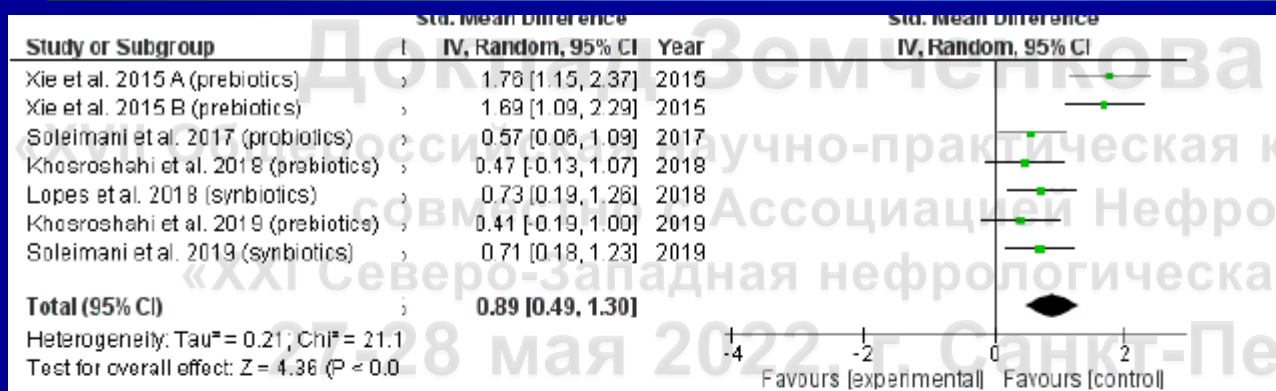 Std. Mean Difference Std. Mean Difference
Study or Subgroup IV, Random, 95% CI Year IV, Random, 95% CI
Xie et al. 2015 A (prebiotics) 1.76 [1.15, 2.37] 2015
Xie et al. 2015 B (prebiotics) 1.69 [1.09, 2.29] 2015
Soleimani et al. 2017 (probiotics) 0.57 [0.06, 1.09] 2017
Khosroshahi et al. 2018 (prebiotics) 0.47 [-0.13, 1.07] 2018
Lopes et al. 2018 (synbiotics) 0.73 [0.19, 1.26] 2018
Khosroshahi et al. 2019 (prebiotics) 0.41 [-0.19, 1.00] 2019
Soleimani et al. 2019 (synbiotics) 0.71 [0.18, 1.23] 2019
Total (95% CI) 0.89 [0.49, 1.30]
Heterogeneity: Tau² = 0.21; Chi² = 21.1
Test for overall effect: Z = 4.36 (P < 0.0
-4 -2 0 2
Favours [experimental] Favours [control]
Доклад Земченкова
«XVII научно-практическая к
Ассоциацией Нефро
«XXI Северо-Западная нефрологическа
27-28 мая 2022 г. Санкт-Пе